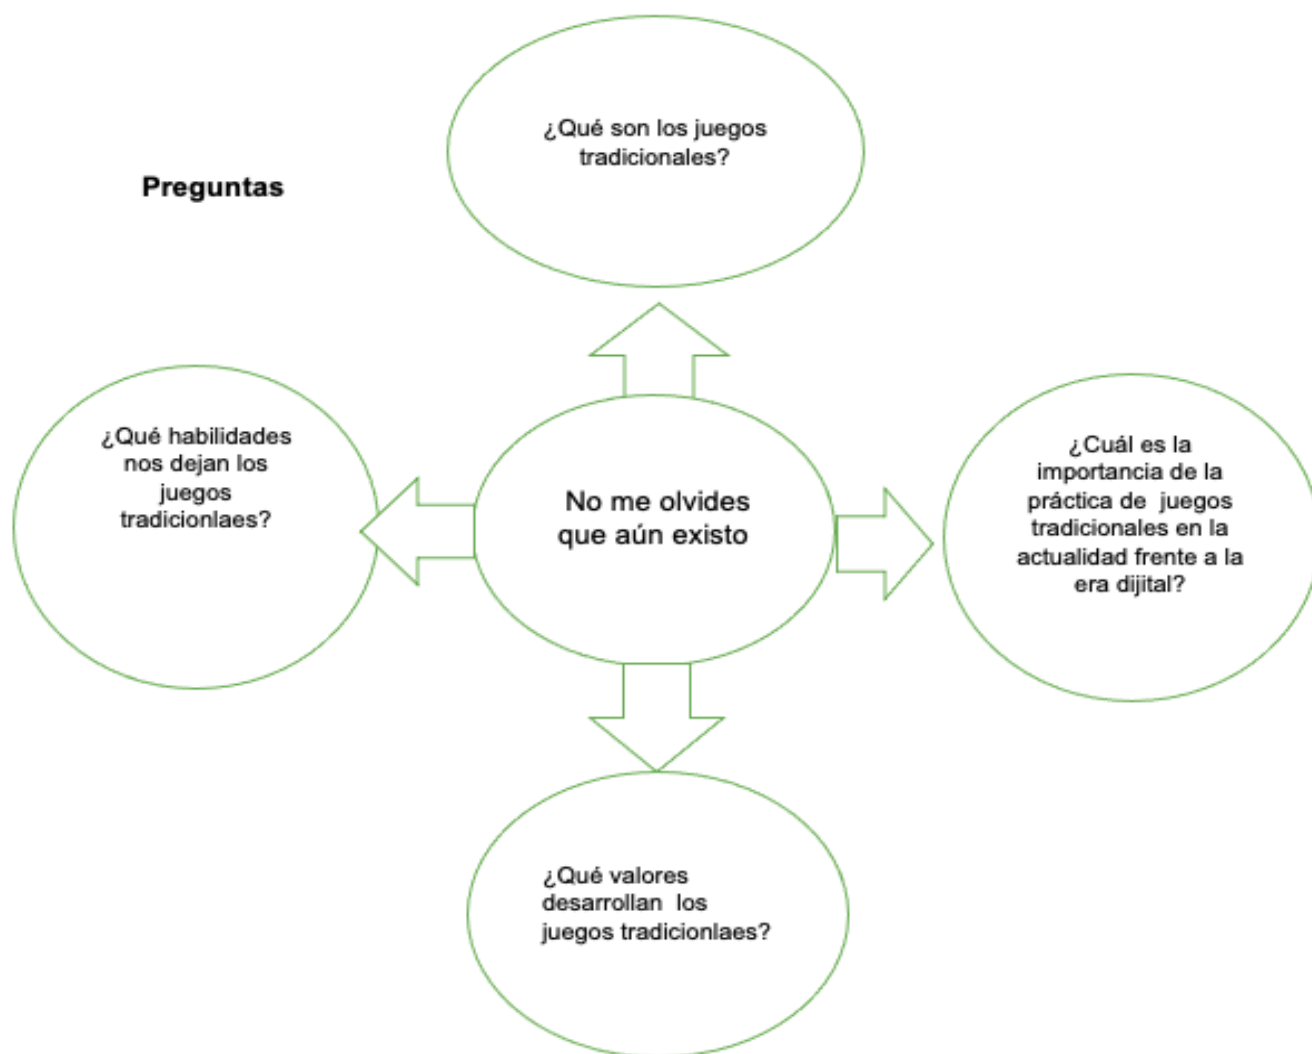 ¿Qué son los juegos
tradicionales?
Preguntas
¿Qué habilidades
nos dejan los
juegos
tradicionlaes?
No me olvides
que aún existo
¿Cuál es la
importancia de la
práctica de juegos
tradicionales en la
actualidad frente a la
era dijital?
¿Qué valores
desarrollan los
juegos tradicionlaes?